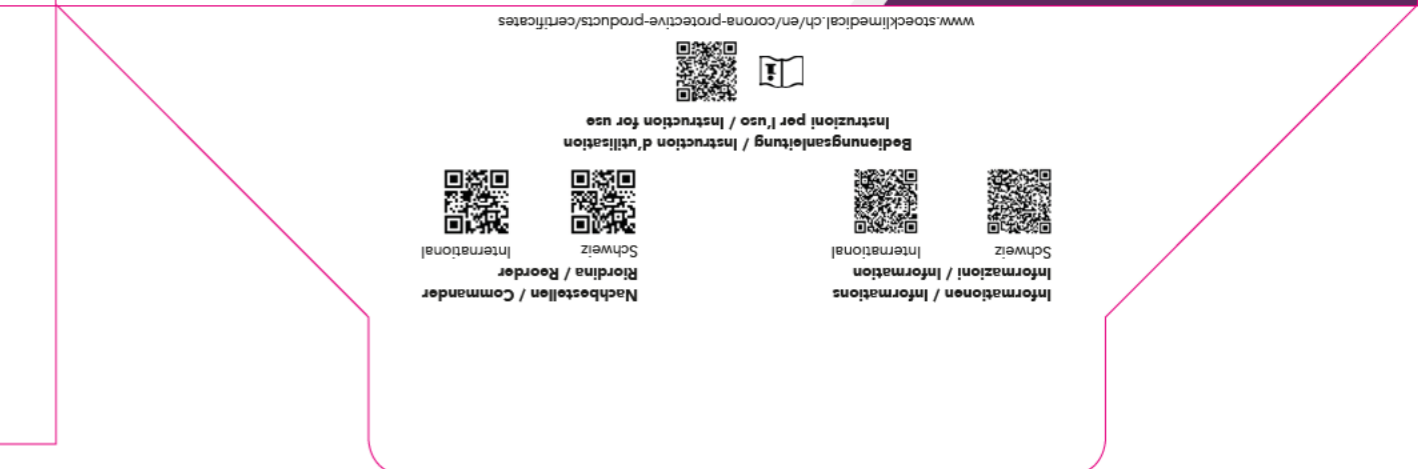 Informationen / Informations
Informazioni / Information
Schweiz
International
Nachbestellen / Commander
Riordina / Reorder
Schweiz
International
Bedienungsanleitung / Instruction d'utilisation
Instruzioni per l'uso / Instruction for use
www.stoecklimedical.ch/en/corona-protective-products/certificates